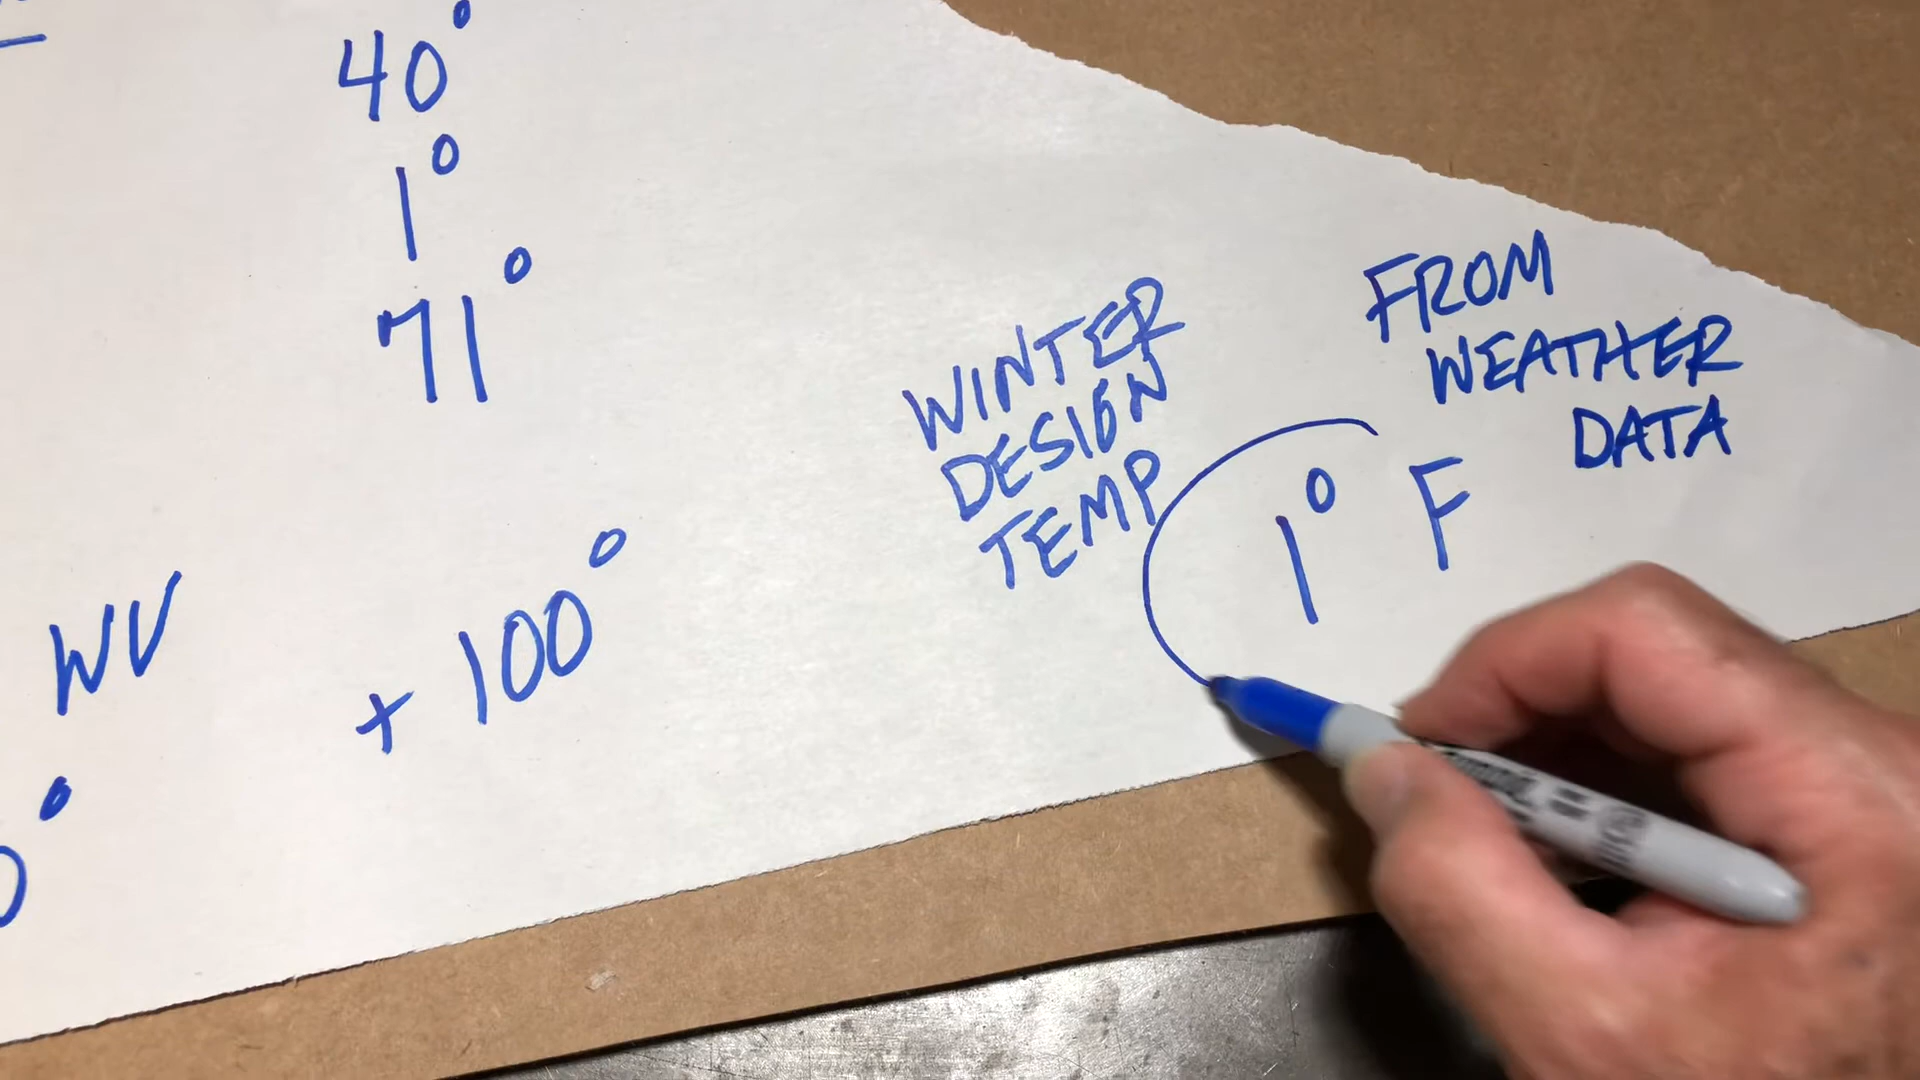 40°
1°
71°
WINTER
DESIGN
TEMP
FROM
WEATHER
DATA
1° F
WV
+ 100°